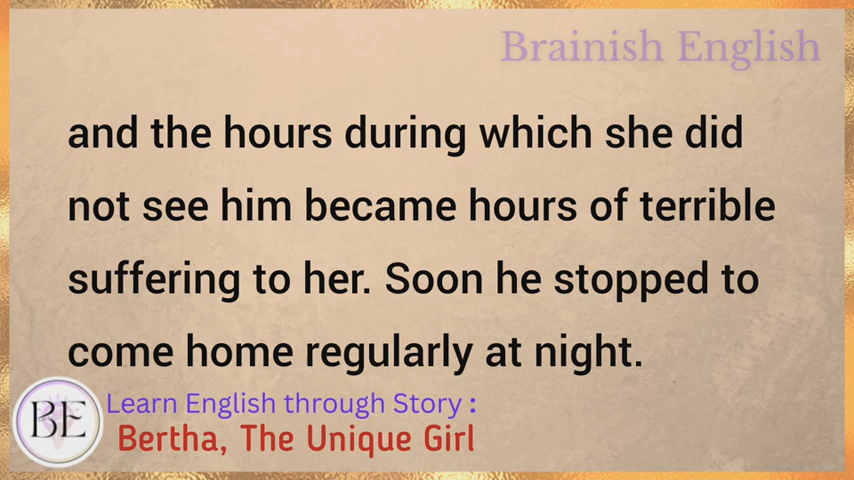 Brainish English
and the hours during which she did
not see him became hours of terrible
suffering to her. Soon he stopped to
come home regularly at night.
BE
Learn English through Story :
Bertha, The Unique Girl